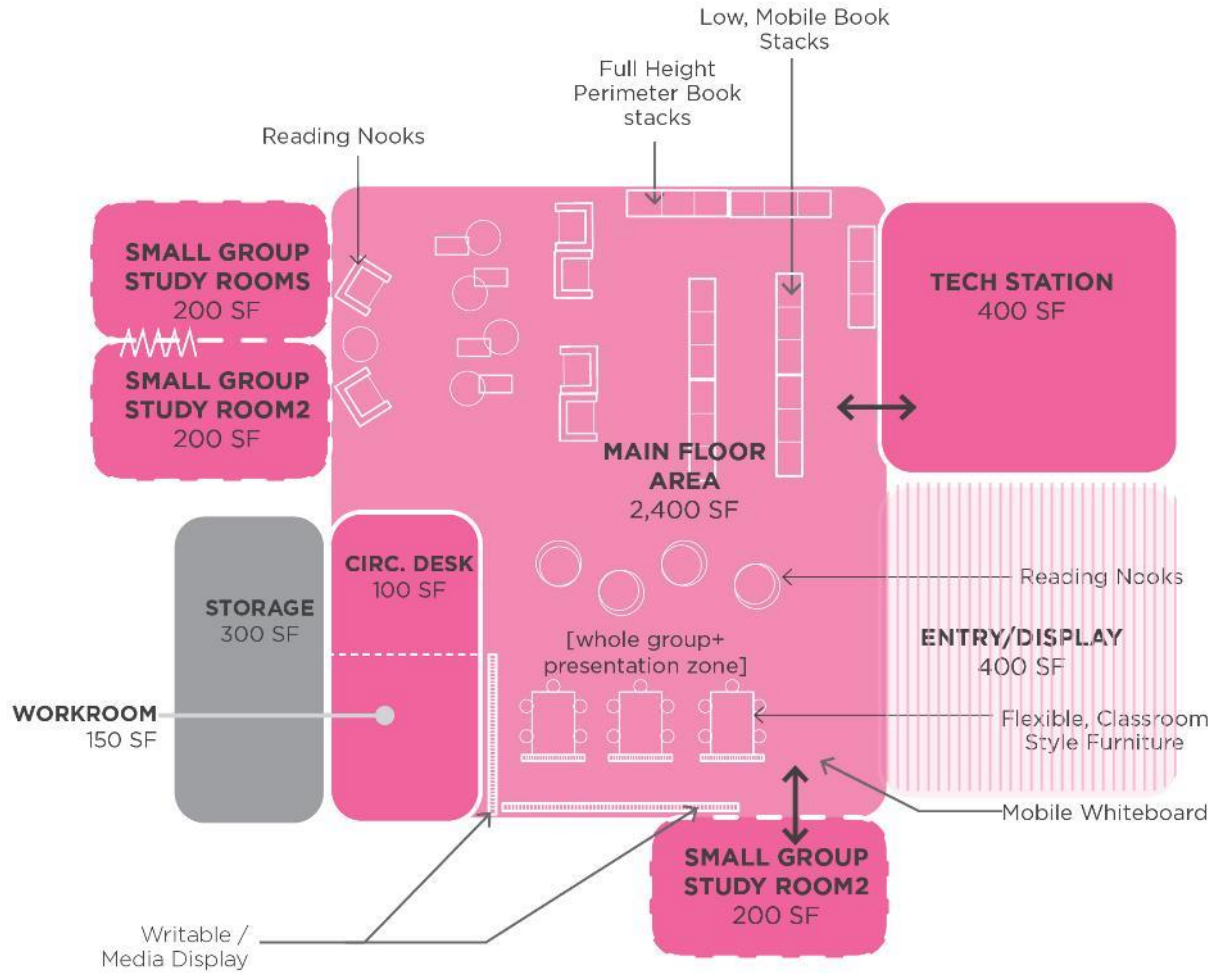 Low, Mobile Book
Stacks
Full Height
Perimeter Book
stacks
Reading Nooks
SMALL GROUP
STUDY ROOMS
200 SF
TECH STATION
400 SF
SMALL GROUP
STUDY ROOM2
200 SF
MAIN FLOOR
AREA
2,400 SF
CIRC. DESK
100 SF
STORAGE
300 SF
Reading Nooks
ENTRY/DISPLAY
400 SF
[whole group+
presentation zone]
WORKROOM
150 SF
Flexible, Classroom
Style Furniture
Mobile Whiteboard
SMALL GROUP
STUDY ROOM2
200 SF
Writable /
Media Display